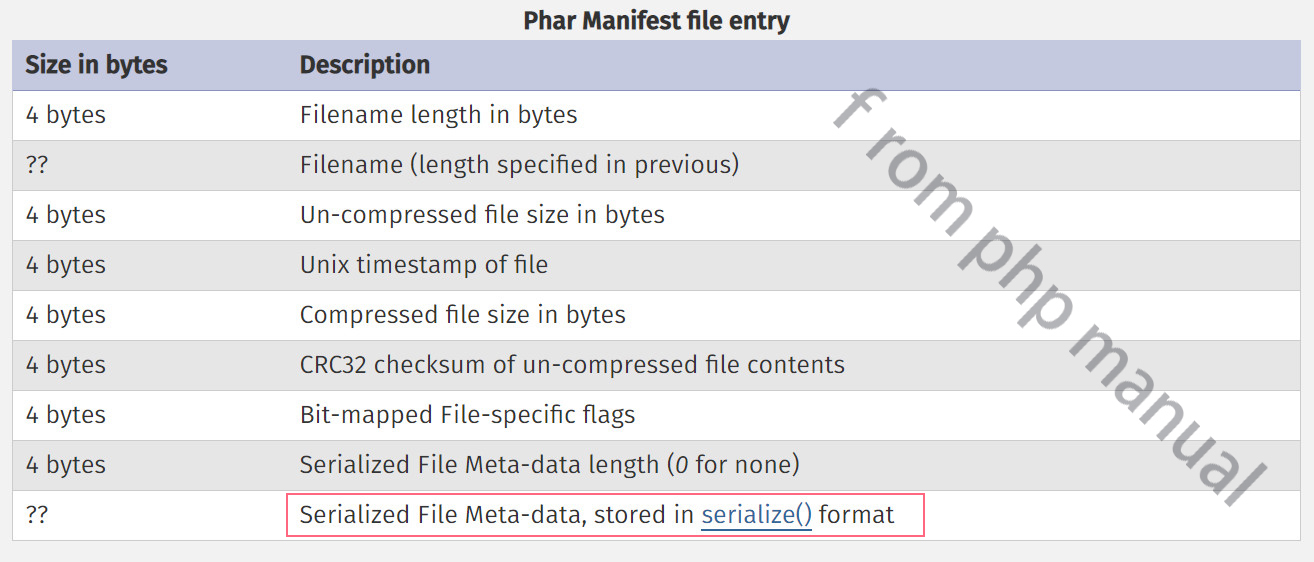 Phar Manifest file entry
Size in bytes Description
4 bytes Filename length in bytes
?? Filename (length specified in previous)
4 bytes Un-compressed file size in bytes
4 bytes Unix timestamp of file
4 bytes Compressed file size in bytes
4 bytes CRC32 checksum of un-compressed file contents
4 bytes Bit-mapped File-specific flags
4 bytes Serialized File Meta-data length (0 for none)
?? Serialized File Meta-data, stored in serialize() format
from php manual